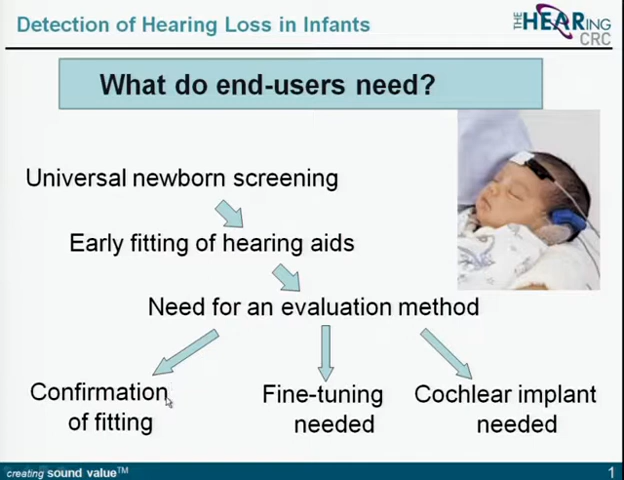 Detection of Hearing Loss in Infants
THE HEARING
CRC
What do end-users need?
Universal newborn screening
Early fitting of hearing aids
Need for an evaluation method
Confirmation
of fitting
Fine-tuning
needed
Cochlear implant
needed
creating sound value™
1